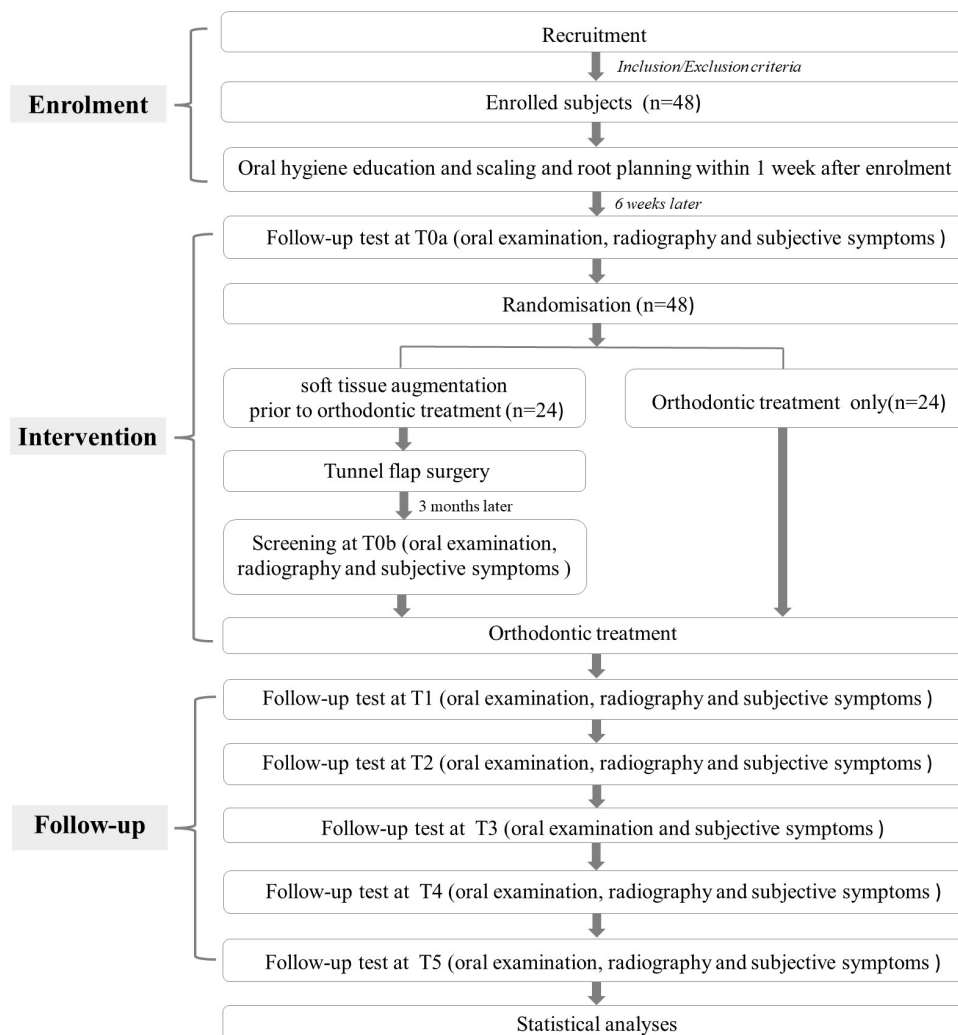 Recruitment
Inclusion/Exclusion criteria
Enrolment
Enrolled subjects (n=48)
Oral hygiene education and scaling and root planning within 1 week after enrolment
6 weeks later
Follow-up test at T0a (oral examination, radiography and subjective symptoms )
Randomisation (n=48)
soft tissue augmentation
prior to orthodontic treatment (n=24)
Orthodontic treatment only(n=24)
Intervention
Tunnel flap surgery
3 months later
Screening at T0b (oral examination,
radiography and subjective symptoms )
Orthodontic treatment
Follow-up test at T1 (oral examination, radiography and subjective symptoms )
Follow-up test at T2 (oral examination, radiography and subjective symptoms )
Follow-up
Follow-up test at T3 (oral examination and subjective symptoms )
Follow-up test at T4 (oral examination, radiography and subjective symptoms )
Follow-up test at T5 (oral examination, radiography and subjective symptoms )
Statistical analyses